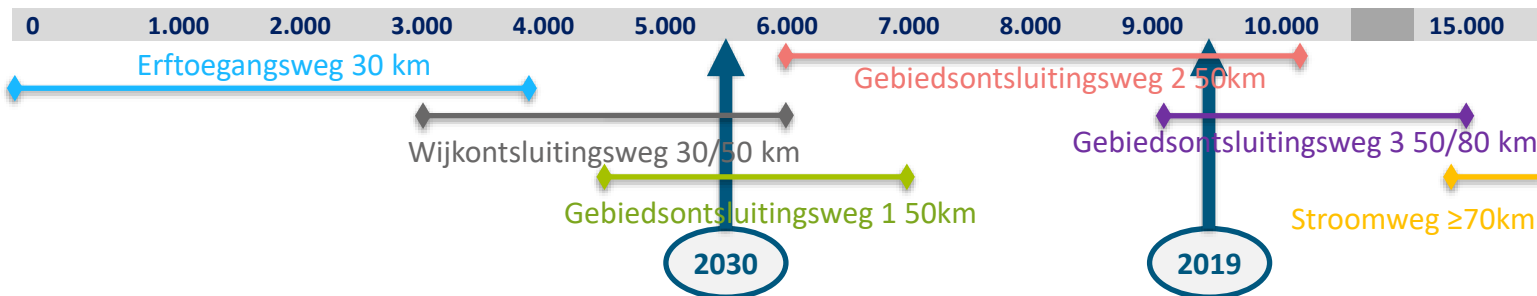 0 1.000 2.000 3.000 4.000 5.000 6.000 7.000 8.000 9.000 10.000 15.000
Erftoegangsweg 30 km
Gebiedsontsluitingsweg 2 50km
Wijkontsluitingsweg 30/50 km
Gebiedsontsluitingsweg 3 50/80 km
Gebiedsontsluitingsweg 1 50km
Stroomweg ≥70km
2030
2019